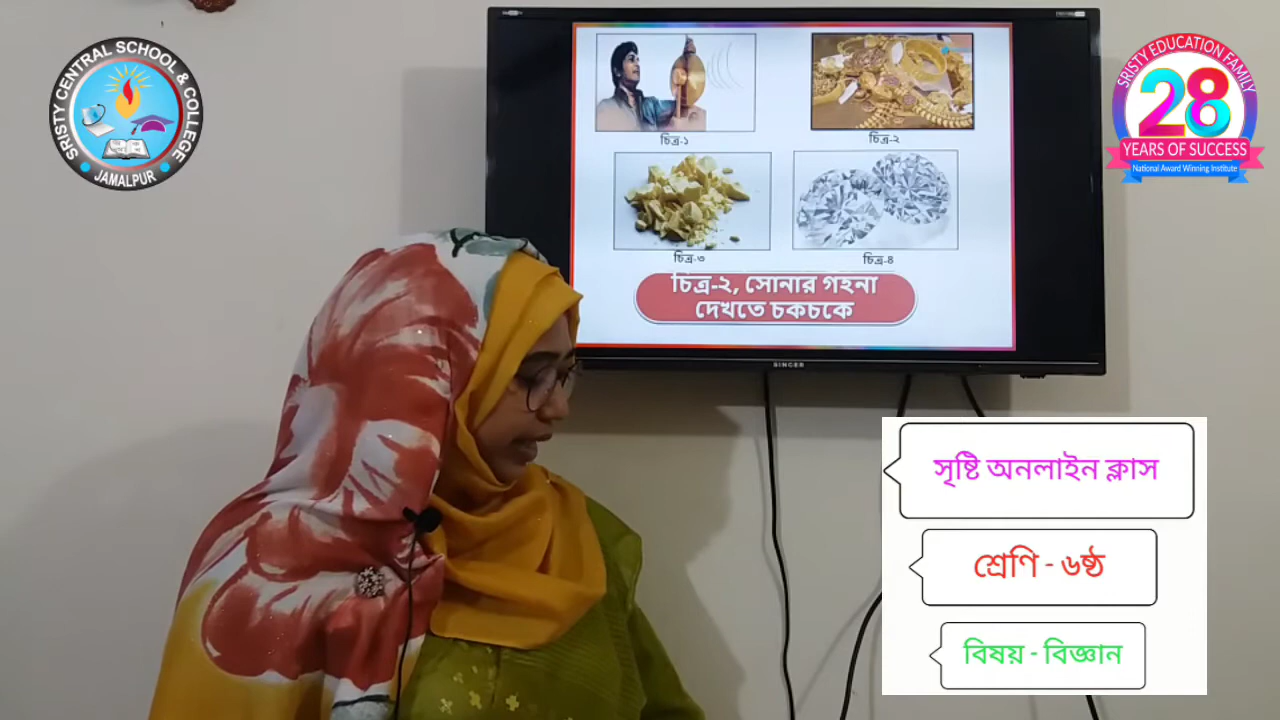 SRISTY CENTRAL SCHOOL & COLLEGE
JAMALPUR
চিত্র-১
চিত্র-২
চিত্র-৩
চিত্র-৪
চিত্র-২, সোনার গহনা
দেখতে চকচকে
SINGER
SRISTY EDUCATION FAMILY
28
YEARS OF SUCCESS
National Award Winning Institute
সৃষ্টি অনলাইন ক্লাস
শ্রেণি - ৬ষ্ঠ
বিষয় - বিজ্ঞান